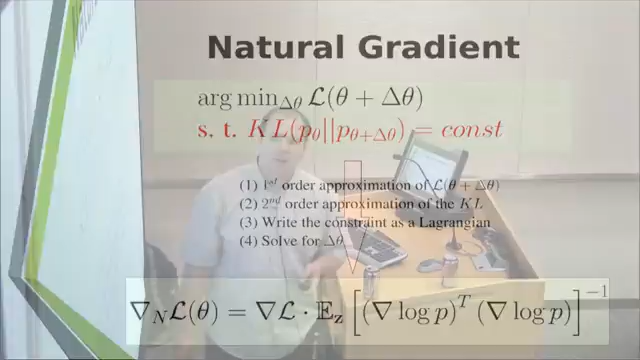 Natural Gradient
arg min_{Δθ} 𝓛(θ + Δθ)
s. t. KL(p_θ||p_{θ+Δθ}) = const
(1) 1^{st} order approximation of 𝓛(θ + Δθ)
(2) 2^{nd} order approximation of the KL
(3) Write the constraint as a Lagrangian
(4) Solve for Δθ
∇_N𝓛(θ) = ∇𝓛 · 𝔼_z [(∇ log p)^T (∇ log p)]^{-1}